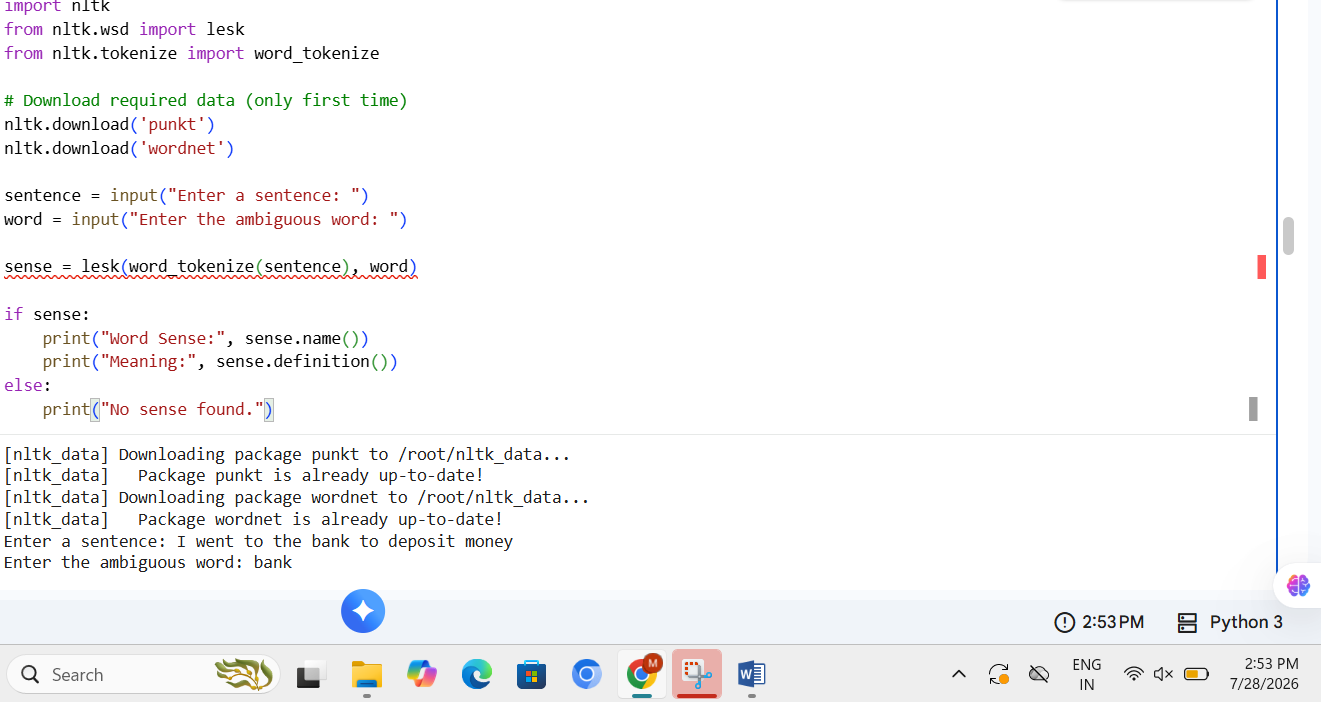 import nltk
from nltk.wsd import lesk
from nltk.tokenize import word_tokenize

# Download required data (only first time)
nltk.download('punkt')
nltk.download('wordnet')

sentence = input("Enter a sentence: ")
word = input("Enter the ambiguous word: ")

sense = lesk(word_tokenize(sentence), word)

if sense:
    print("Word Sense:", sense.name())
    print("Meaning:", sense.definition())
else:
    print("No sense found.")
[nltk_data] Downloading package punkt to /root/nltk_data...
[nltk_data]   Package punkt is already up-to-date!
[nltk_data] Downloading package wordnet to /root/nltk_data...
[nltk_data]   Package wordnet is already up-to-date!
Enter a sentence: I went to the bank to deposit money
Enter the ambiguous word: bank
2:53 PM
Python 3
Search
M
W
ENG
IN
2:53 PM
7/28/2026